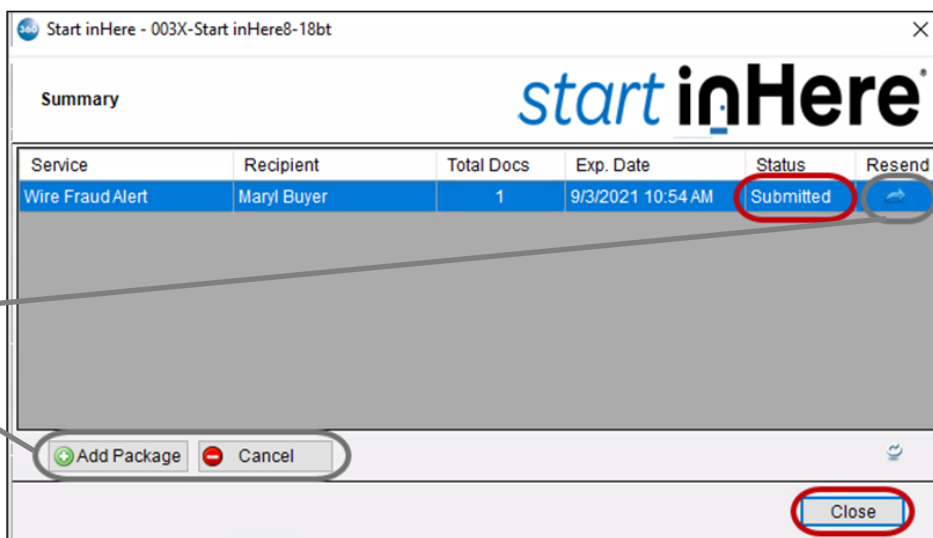 360 Start inHere - 003X-Start inHere8-18bt
Summary
start inHere®
Service Recipient Total Docs Exp. Date Status Resend
Wire Fraud Alert Maryl Buyer 1 9/3/2021 10:54 AM Submitted
Add Package Cancel
Close